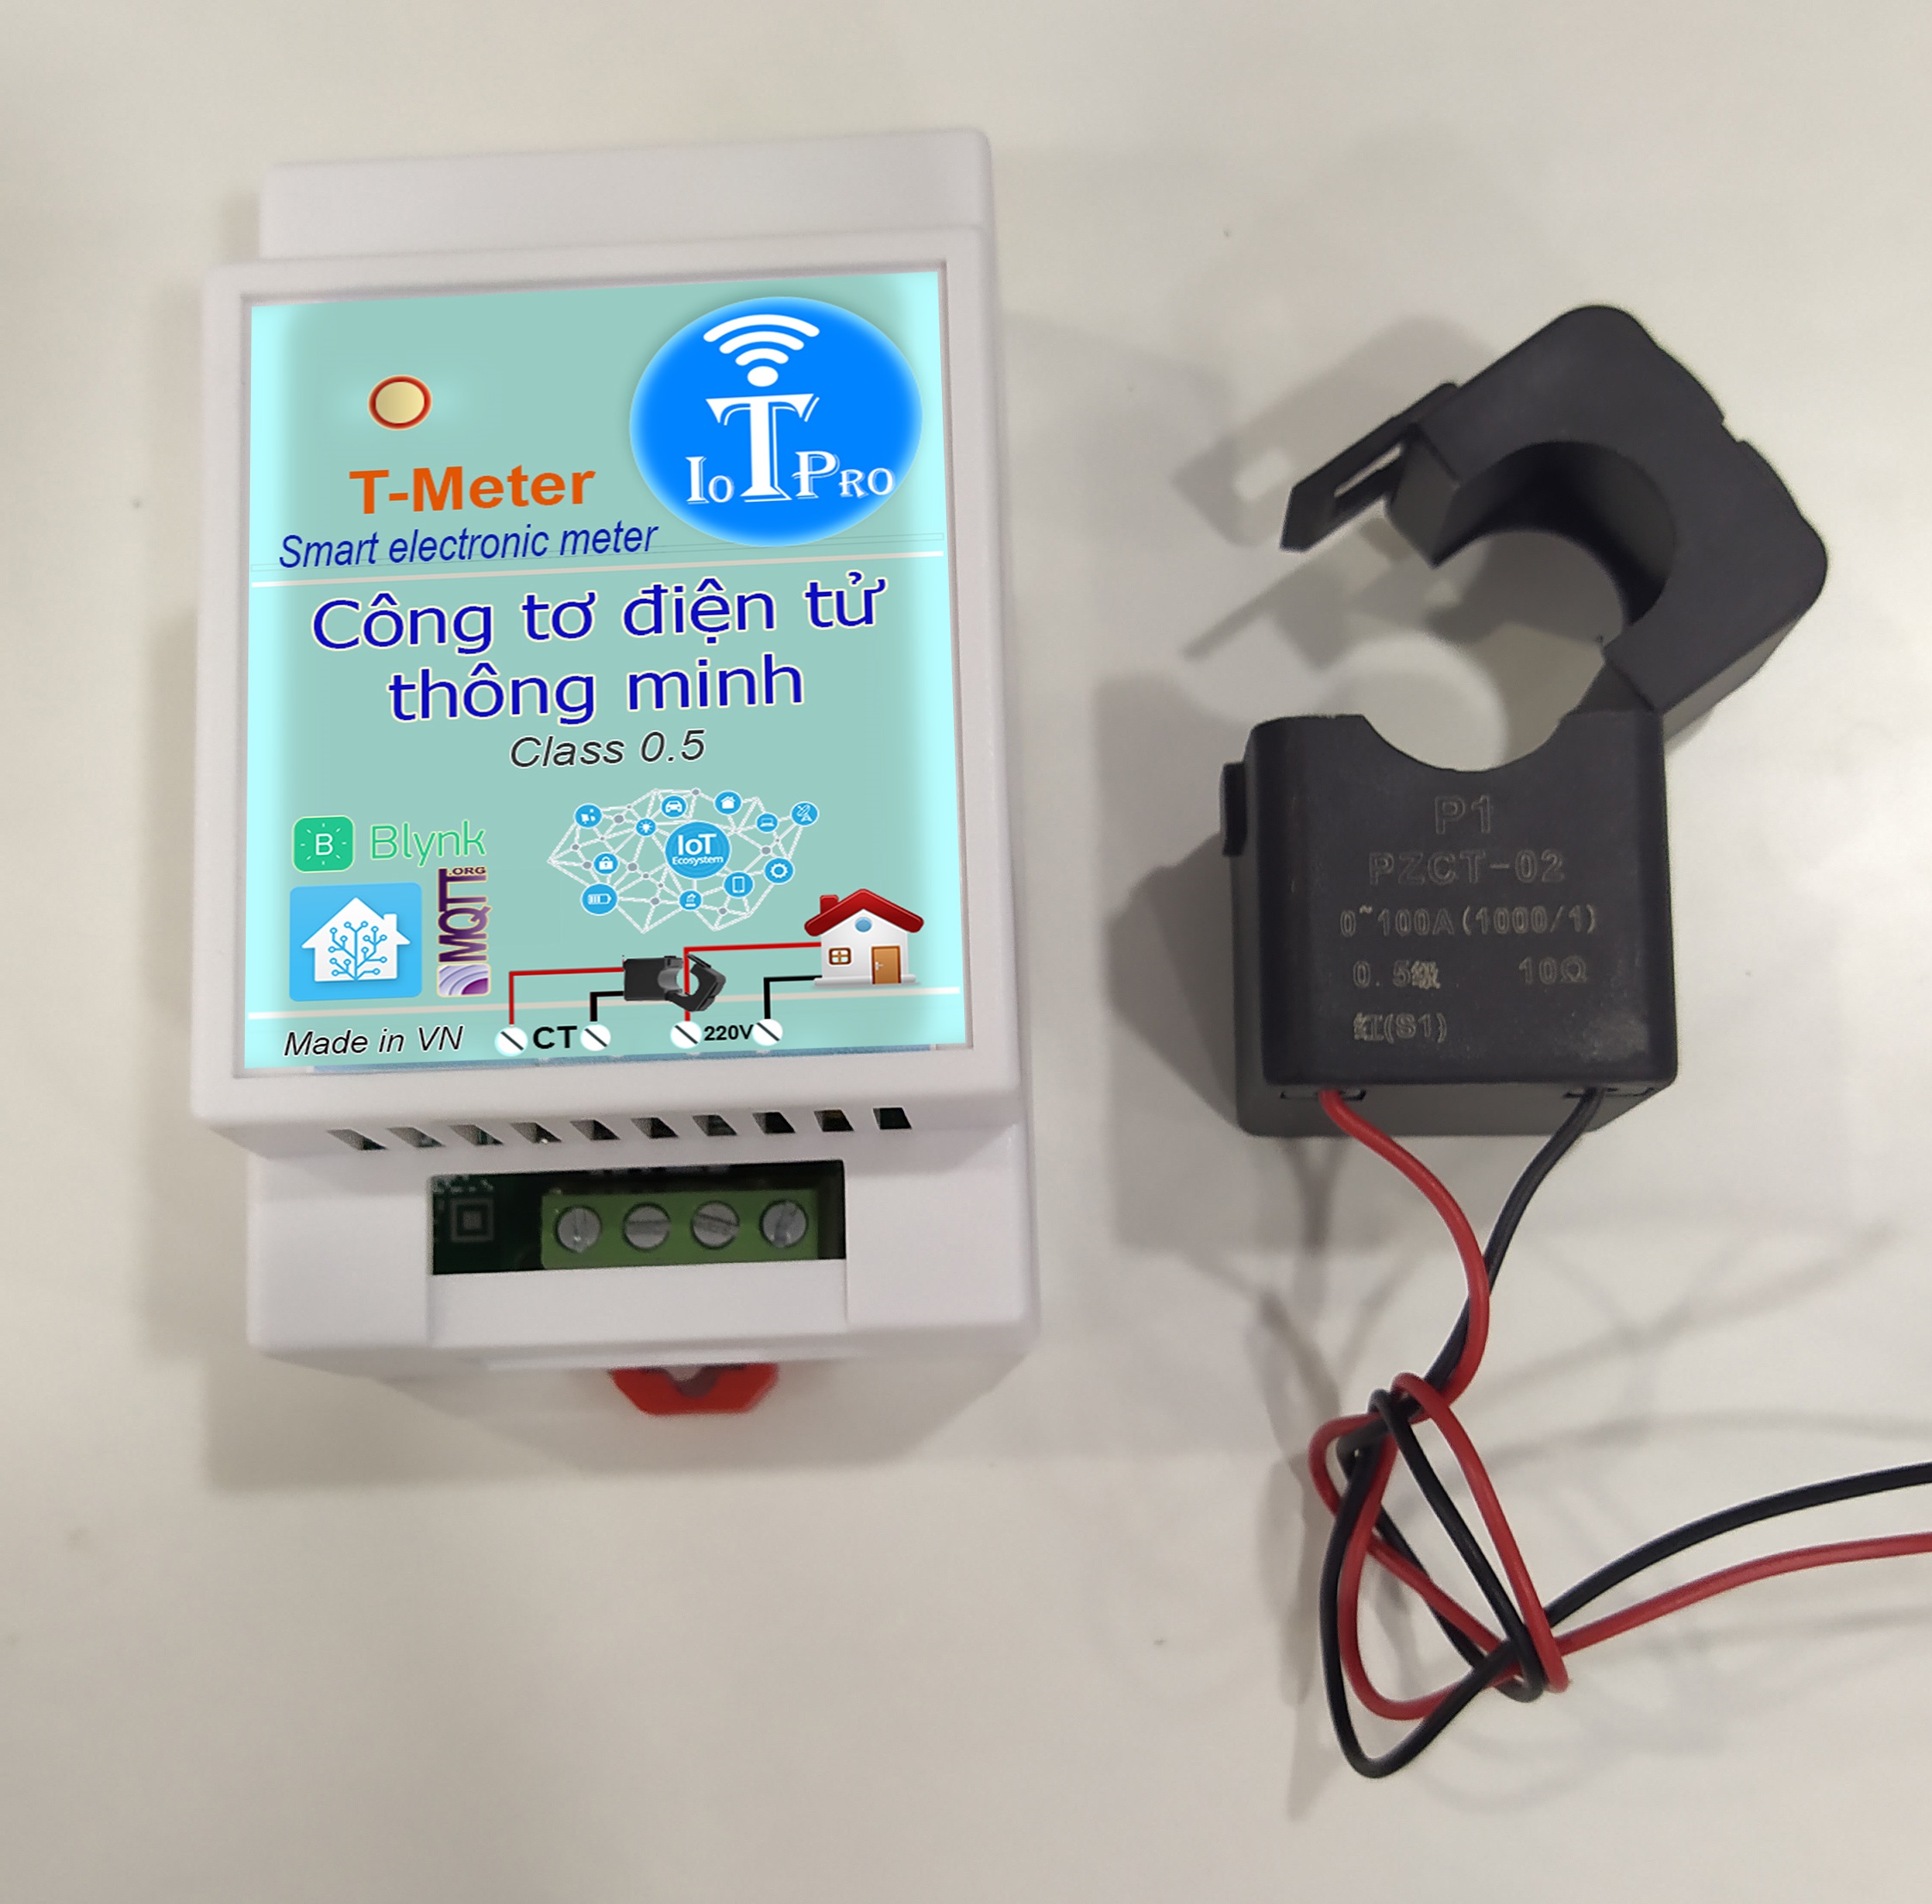 IoTPro
T-Meter
Smart electronic meter
Công tơ điện tử
thông minh
Class 0.5
B Blynk
IoT
Ecosystem
MQTT.ORG
Made in VN
CT
220V
P1
PZCT-02
0~100A(1000/1)
0.5级 10Ω
红(S1)